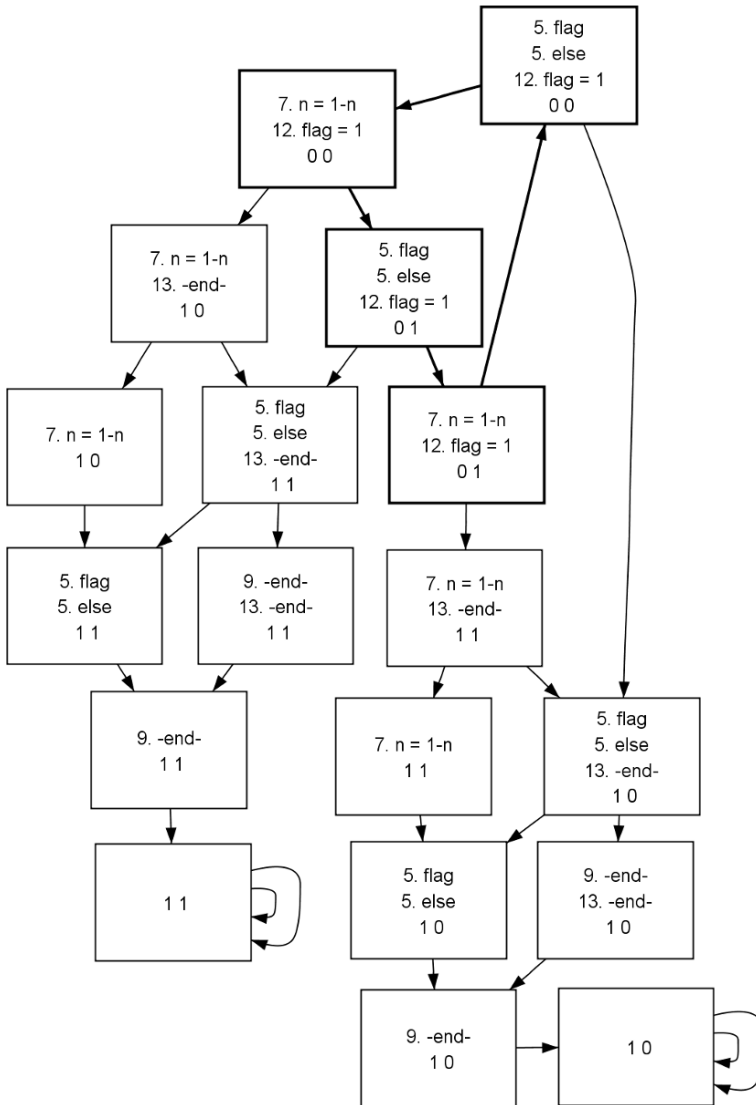 5. flag
5. else
12. flag = 1
0 0
7. n = 1-n
12. flag = 1
0 0
7. n = 1-n
13. -end-
1 0
5. flag
5. else
12. flag = 1
0 1
7. n = 1-n
1 0
5. flag
5. else
13. -end-
1 1
7. n = 1-n
12. flag = 1
0 1
5. flag
5. else
1 1
9. -end-
13. -end-
1 1
7. n = 1-n
13. -end-
1 1
9. -end-
1 1
7. n = 1-n
1 1
5. flag
5. else
13. -end-
1 0
1 1
5. flag
5. else
1 0
9. -end-
13. -end-
1 0
9. -end-
1 0
1 0